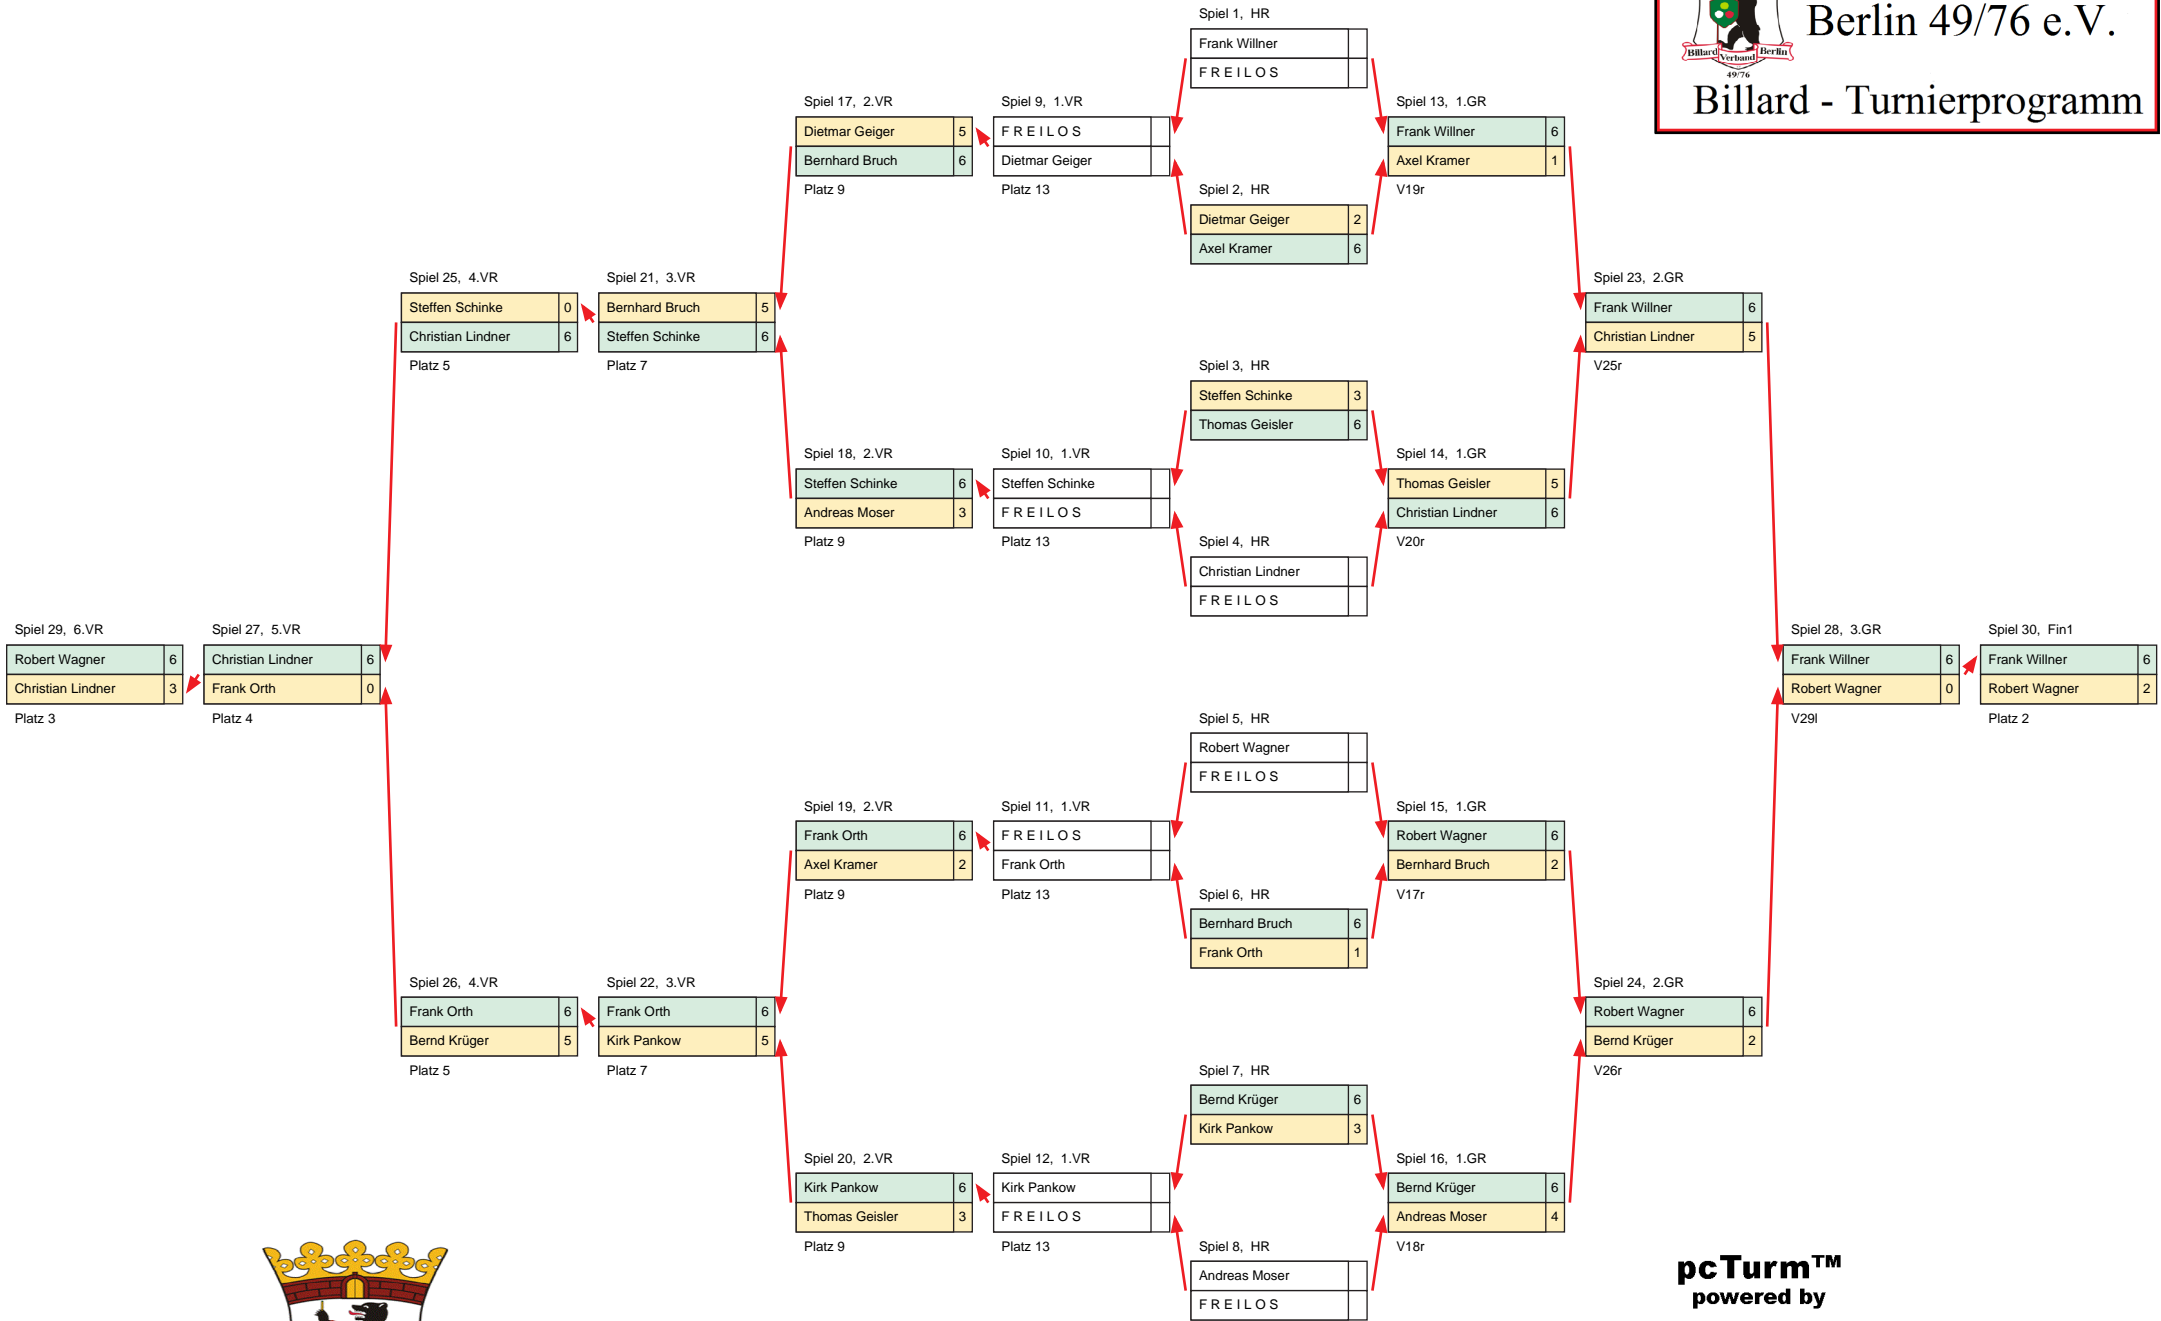 Berlin 49/76 e.V.
Billard
Verband
Berlin
49/76
Billard - Turnierprogramm
Spiel 1, HR
Frank Willner
F R E I L O S
Spiel 17, 2.VR
Dietmar Geiger 5
Bernhard Bruch 6
Platz 9
Spiel 9, 1.VR
F R E I L O S
Dietmar Geiger
Platz 13
Spiel 13, 1.GR
Frank Willner 6
Axel Kramer 1
V19r
Spiel 2, HR
Dietmar Geiger 2
Axel Kramer 6
Spiel 25, 4.VR
Steffen Schinke 0
Christian Lindner 6
Platz 5
Spiel 21, 3.VR
Bernhard Bruch 5
Steffen Schinke 6
Platz 7
Spiel 23, 2.GR
Frank Willner 6
Christian Lindner 5
V25r
Spiel 3, HR
Steffen Schinke 3
Thomas Geisler 6
Spiel 18, 2.VR
Steffen Schinke 6
Andreas Moser 3
Platz 9
Spiel 10, 1.VR
Steffen Schinke
F R E I L O S
Platz 13
Spiel 14, 1.GR
Thomas Geisler 5
Christian Lindner 6
V20r
Spiel 4, HR
Christian Lindner
F R E I L O S
Spiel 29, 6.VR
Robert Wagner 6
Christian Lindner 3
Platz 3
Spiel 27, 5.VR
Christian Lindner 6
Frank Orth 0
Platz 4
Spiel 28, 3.GR
Frank Willner 6
Robert Wagner 0
V29l
Spiel 30, Fin1
Frank Willner 6
Robert Wagner 2
Platz 2
Spiel 5, HR
Robert Wagner
F R E I L O S
Spiel 19, 2.VR
Frank Orth 6
Axel Kramer 2
Platz 9
Spiel 11, 1.VR
F R E I L O S
Frank Orth
Platz 13
Spiel 15, 1.GR
Robert Wagner 6
Bernhard Bruch 2
V17r
Spiel 6, HR
Bernhard Bruch 6
Frank Orth 1
Spiel 26, 4.VR
Frank Orth 6
Bernd Krüger 5
Platz 5
Spiel 22, 3.VR
Frank Orth 6
Kirk Pankow 5
Platz 7
Spiel 24, 2.GR
Robert Wagner 6
Bernd Krüger 2
V26r
Spiel 7, HR
Bernd Krüger 6
Kirk Pankow 3
Spiel 20, 2.VR
Kirk Pankow 6
Thomas Geisler 3
Platz 9
Spiel 12, 1.VR
Kirk Pankow
F R E I L O S
Platz 13
Spiel 16, 1.GR
Bernd Krüger 6
Andreas Moser 4
V18r
Spiel 8, HR
Andreas Moser
F R E I L O S
pcTurm™
powered by